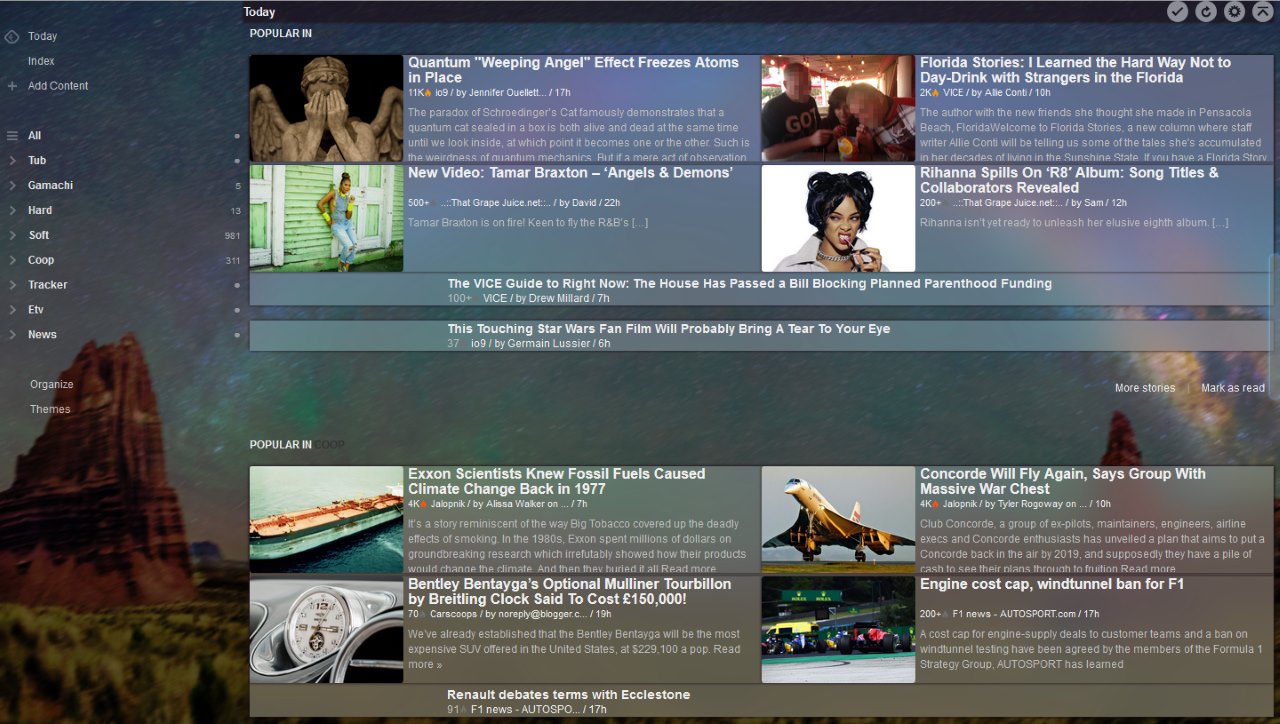 Today
Today
Index
Add Content
All
Tub
Gamachi 5
Hard 13
Soft 981
Coop 311
Tracker
Etv
News
Organize
Themes
POPULAR IN
Quantum "Weeping Angel" Effect Freezes Atoms
in Place
11K io9 / by Jennifer Ouellett... / 17h
The paradox of Schroedinger's Cat famously demonstrates that a
quantum cat sealed in a box is both alive and dead at the same time
until we look inside, at which point it becomes one or the other. Such is
the weirdness of quantum mechanics. But if a mere act of observation
Florida Stories: I Learned the Hard Way Not to
Day-Drink with Strangers in the Florida
2K VICE / by Allie Conti / 10h
The author with the new friends she thought she made in Pensacola
Beach, FloridaWelcome to Florida Stories, a new column where staff
writer Allie Conti will be telling us some of the tales she's accumulated
in her decades of living in the Sunshine State. If you have a Florida Story
GOT
New Video: Tamar Braxton – ‘Angels & Demons’
500+ ..::That Grape Juice.net::.. / by David / 22h
Tamar Braxton is on fire! Keen to fly the R&B's [...]
Rihanna Spills On ‘R8′ Album: Song Titles &
Collaborators Revealed
200+ ..::That Grape Juice.net::.. / by Sam / 12h
Rihanna isn't yet ready to unleash her elusive eighth album. [...]
The VICE Guide to Right Now: The House Has Passed a Bill Blocking Planned Parenthood Funding
100+ VICE / by Drew Millard / 7h
This Touching Star Wars Fan Film Will Probably Bring A Tear To Your Eye
37 io9 / by Germain Lussier / 6h
More stories | Mark as read
POPULAR IN COOP
Exxon Scientists Knew Fossil Fuels Caused
Climate Change Back in 1977
4K Jalopnik / by Alissa Walker on ... / 7h
It's a story reminiscent of the way Big Tobacco covered up the deadly
effects of smoking. In the 1980s, Exxon spent millions of dollars on
groundbreaking research which irrefutably showed how their products
would change the climate. And then they buried it all Read more
Concorde Will Fly Again, Says Group With
Massive War Chest
4K Jalopnik / by Tyler Rogoway on ... / 10h
Club Concorde, a group of ex-pilots, maintainers, engineers, airline
execs and Concorde enthusiasts has unveiled a plan that aims to put a
Concorde back in the air by 2019, and supposedly they have a pile of
cash to see their plans through to fruition Read more
Bentley Bentayga’s Optional Mulliner Tourbillon
by Breitling Clock Said To Cost £150,000!
70 Carscoops / by noreply@blogger.c... / 19h
We’ve already established that the Bentley Bentayga will be the most
expensive SUV offered in the United States, at $229,100 a pop. Read
more »
Engine cost cap, windtunnel ban for F1
200+ F1 news - AUTOSPORT.com / 17h
A cost cap for engine-supply deals to customer teams and a ban on
windtunnel testing have been agreed by the members of the Formula 1
Strategy Group, AUTOSPORT has learned
ROLEX
ROLEX
Renault debates terms with Ecclestone
91 F1 news - AUTOSPO... / 17h